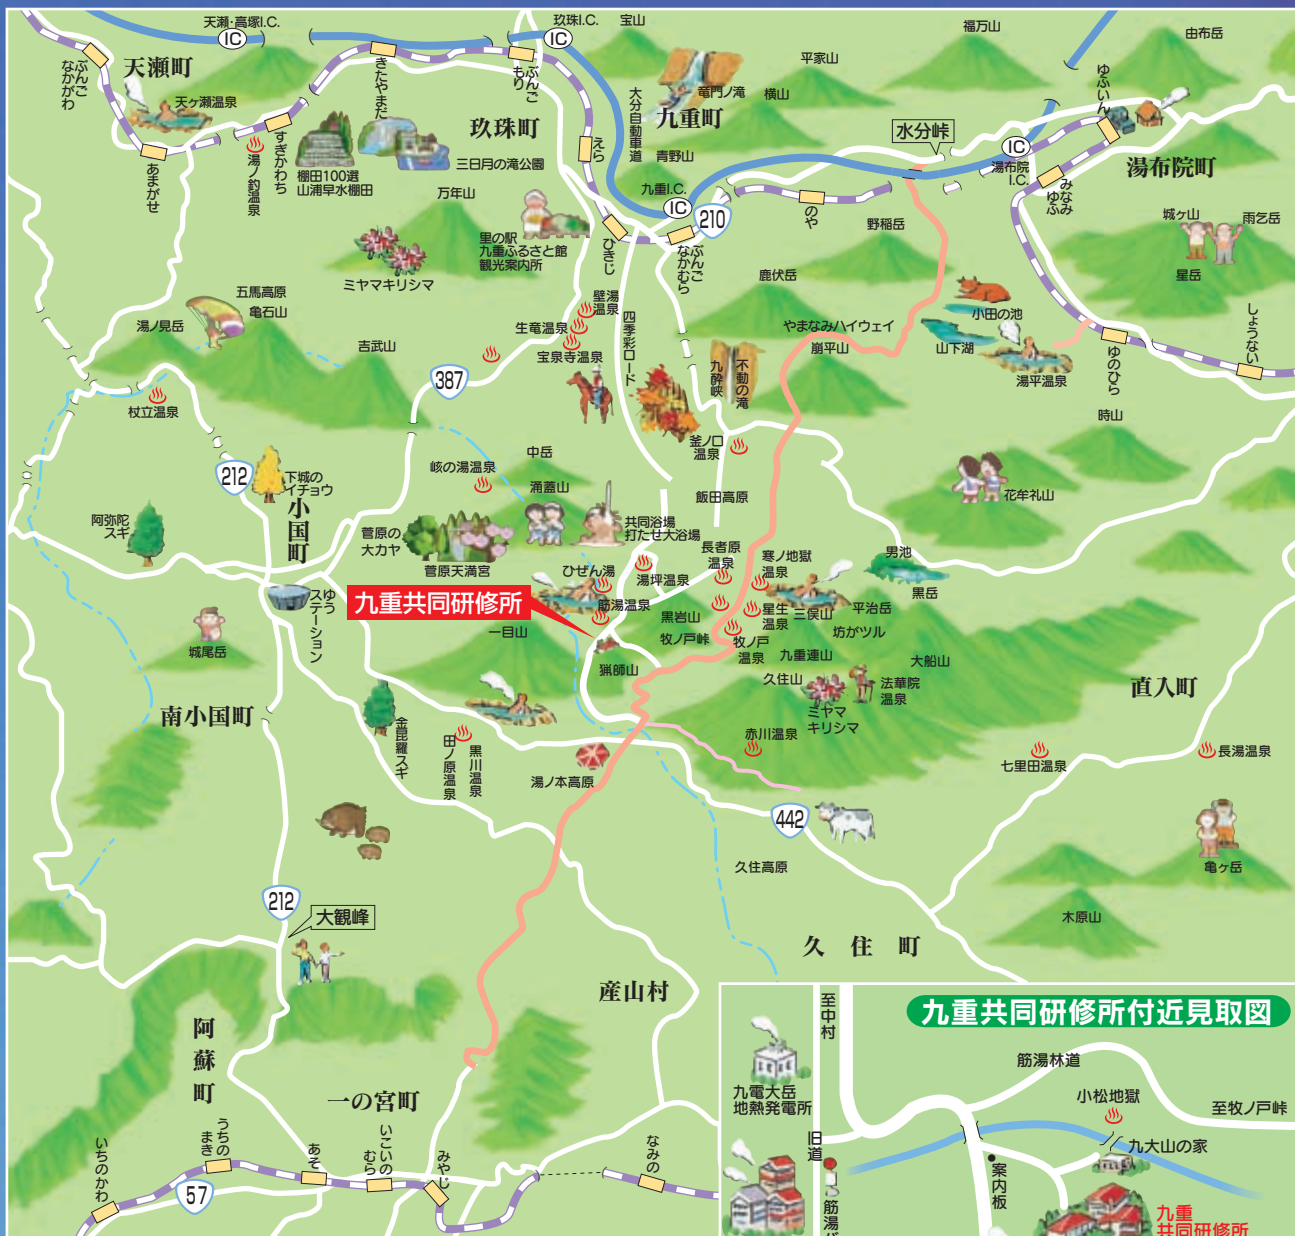 天瀬・高塚I.C.
IC
玖珠I.C.
IC
宝山
福万山
由布岳
ぶんご
なかがわ
天瀬町
きたやまだ
ぶんご
もり
平家山
竜門ノ滝
横山
大分自動車道
九重町
ゆふいん
天ヶ瀬温泉
すぎかわち
玖珠町
えら
青野山
水分峠
IC
湯布院
I.C.
湯布院町
あまがせ
湯ノ釣温泉
棚田100選
山浦早水棚田
三日月の滝公園
万年山
九重I.C.
IC
210
のや
みなみ
ゆふ
城ヶ山
雨乞岳
星岳
里の駅
九重ふるさと館
観光案内所
ひきじ
ぶんご
なかむら
野稲岳
ミヤマキリシマ
鹿伏岳
五馬高原
亀石山
湯ノ見岳
吉武山
壁湯
温泉
生竜温泉
宝泉寺温泉
四季彩ロード
やまなみハイウェイ
崩平山
小田の池
山下湖
湯平温泉
ゆのひら
しょうない
387
九酔峡
不動の滝
杖立温泉
時山
釜ノ口
温泉
212
下城の
イチョウ
小国町
岐の湯温泉
中岳
涌蓋山
飯田高原
花牟礼山
阿弥陀
スギ
菅原の
大カヤ
菅原天満宮
共同浴場
打たせ大浴場
長者原
温泉
寒ノ地獄
温泉
男池
黒岳
ひぜん湯
湯坪温泉
ゆう
ステーション
九重共同研修所
筋湯温泉
黒岩山
星生
温泉
三俣山
平治岳
坊がツル
一目山
牧ノ戸峠
牧ノ戸
温泉
九重連山
大船山
城尾岳
猟師山
久住山
法華院
温泉
直入町
南小国町
金毘羅スギ
ミヤマ
キリシマ
赤川温泉
七里田温泉
長湯温泉
田ノ原温泉
黒川温泉
湯ノ本高原
442
久住高原
亀ヶ岳
212
大観峰
木原山
久住町
産山村
阿蘇町
一の宮町
いちのかわ
うちの
まき
あそ
いこいの
むら
みやじ
なみの
57
九重共同研修所付近見取図
至中村
筋湯林道
九電大岳
地熱発電所
小松地獄
至牧ノ戸峠
旧道
九大山の家
案内板
九重
共同研修所